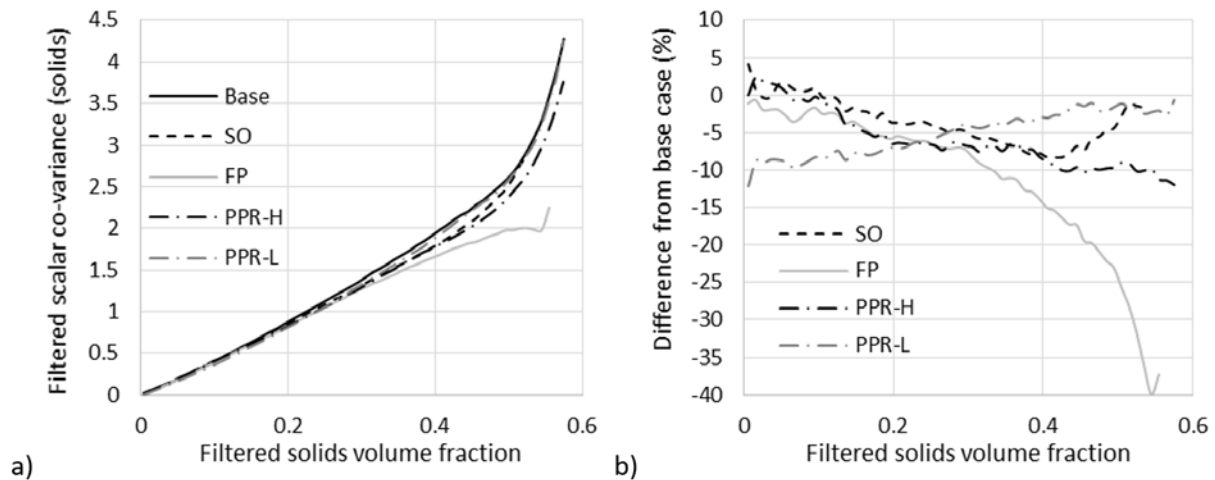 Filtered scalar co-variance (solids)
4.5
4
3.5
3
2.5
2
1.5
1
0.5
0
Base
SO
FP
PPR-H
PPR-L
0
0.2
0.4
0.6
Filtered solids volume fraction
a)
Difference from base case (%)
10
5
0
-5
-10
-15
-20
-25
-30
-35
-40
SO
FP
PPR-H
PPR-L
0
0.2
0.4
0.6
Filtered solids volume fraction
b)